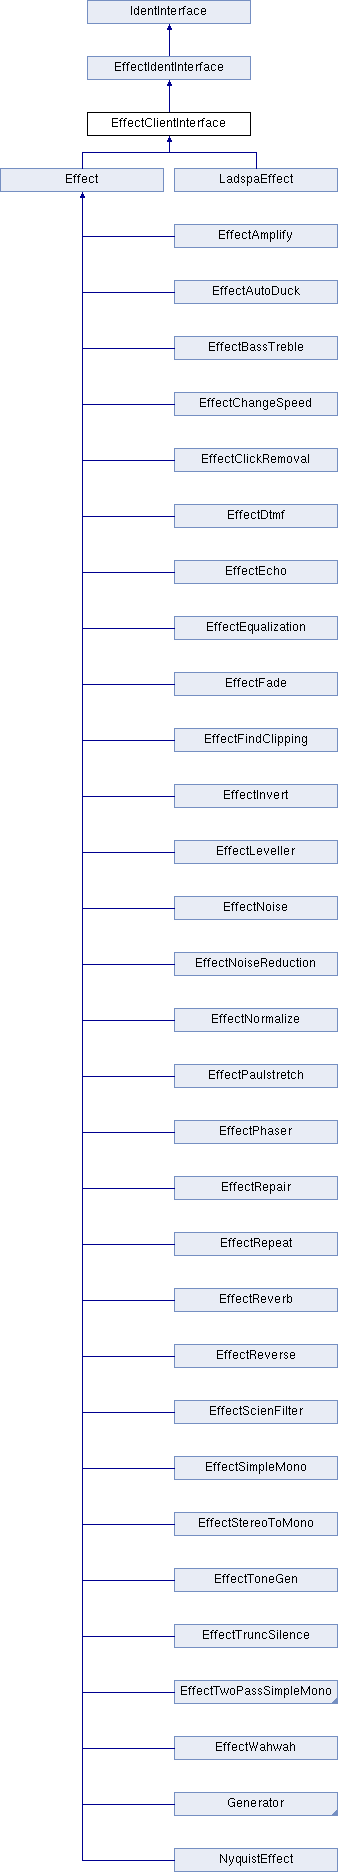 IdentInterface
EffectIdentInterface
EffectClientInterface
Effect
LadspaEffect
EffectAmplify
EffectAutoDuck
EffectBassTreble
EffectChangeSpeed
EffectClickRemoval
EffectDtmf
EffectEcho
EffectEqualization
EffectFade
EffectFindClipping
EffectInvert
EffectLeveller
EffectNoise
EffectNoiseReduction
EffectNormalize
EffectPaulstretch
EffectPhaser
EffectRepair
EffectRepeat
EffectReverb
EffectReverse
EffectScienFilter
EffectSimpleMono
EffectStereoToMono
EffectToneGen
EffectTruncSilence
EffectTwoPassSimpleMono
EffectWahwah
Generator
NyquistEffect